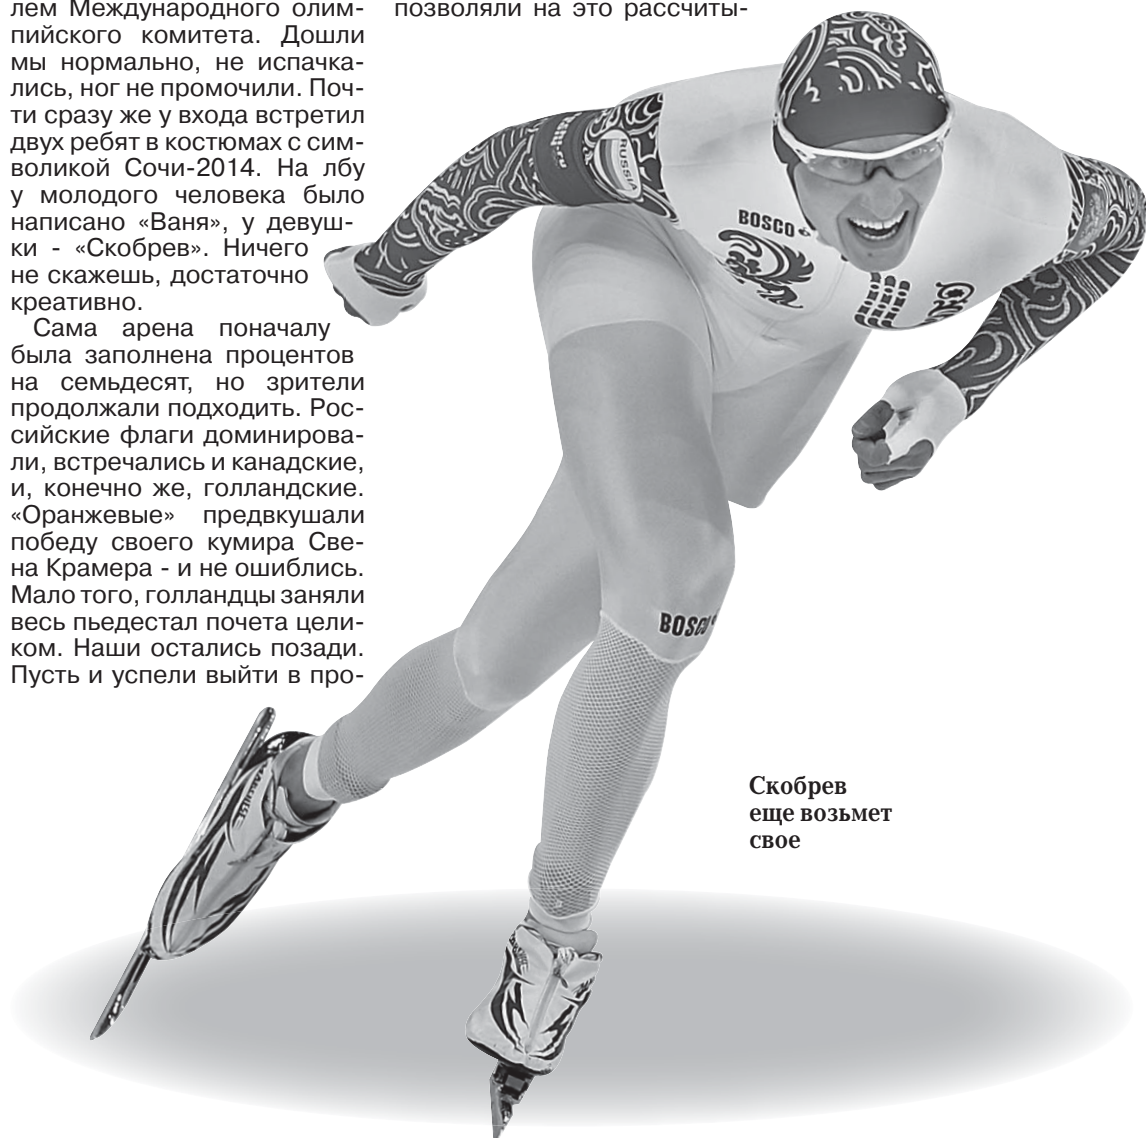 лем Международного олим-
пийского комитета. Дошли
мы нормально, не испачка-
лись, ног не промочили. Поч-
ти сразу же у входа встретил
двух ребят в костюмах с сим-
воликой Сочи-2014. На лбу
у молодого человека было
написано «Ваня», у девуш-
ки - «Скобрев». Ничего
не скажешь, достаточно
креативно.
Сама арена поначалу
была заполнена процентов
на семьдесят, но зрители
продолжали подходить. Рос-
сийские флаги доминирова-
ли, встречались и канадские,
и, конечно же, голландские.
«Оранжевые» предвкушали
победу своего кумира Све-
на Крамера - и не ошиблись.
Мало того, голландцы заняли
весь пьедестал почета цели-
ком. Наши остались позади.
Пусть и успели выйти в про-
позволяли на это рассчиты-
RUSSIA
BOSCO
BOSCO
Скобрев
еще возьмет
свое